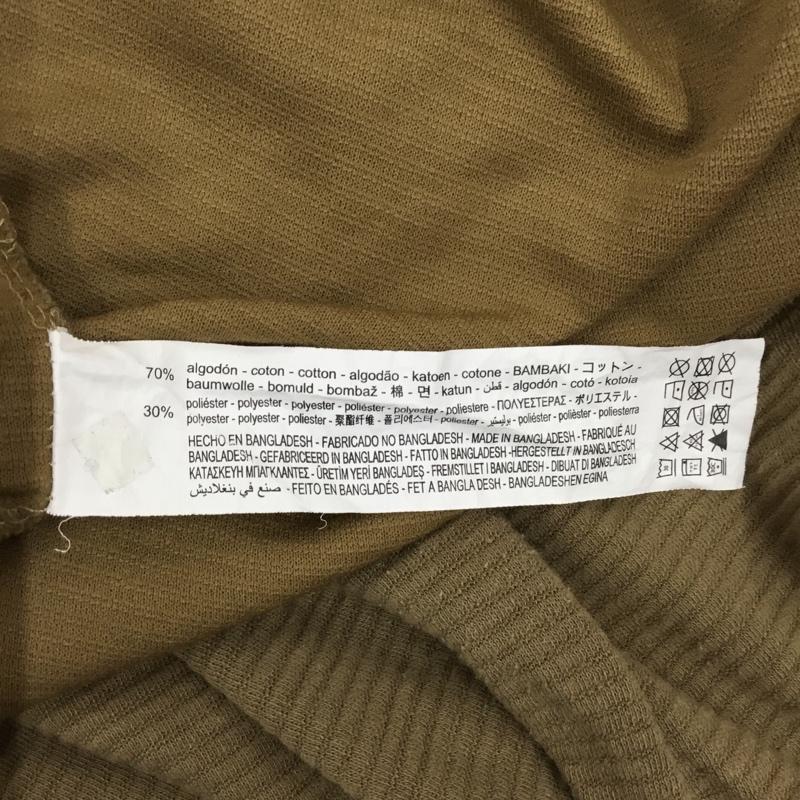 70% algodón - coton - cotton - algodão - katoen - cotone - ΒΑΜΒΑΚΙ - コットン -
baumwolle - bomuld - bombaž - 棉 - 면 - katun - قطن - algodón - cotó - kotoia
30% poliéster - polyester - polyester - poliéster - polyester - poliestere - ΠΟΛΥΕΣΤΕΡΑΣ - ポリエステル -
polyester - polyester - poliester - 聚酯纤维 - 폴리에스터 - poliester - بوليستير - poliéster - polièster - poliesterra
HECHO EN BANGLADESH - FABRICADO NO BANGLADESH - MADE IN BANGLADESH - FABRIQUÉ AU
BANGLADESH - GEFABRICEERD IN BANGLADESH - FATTO IN BANGLADESH -HERGESTELLT IN BANGLADESCH
ΚΑΤΑΣΚΕΥΗ ΜΠΑΓΚΛΑΝΤΕΣ - ÜRETİM YERİ BANGLADEŞ - FREMSTILLET I BANGLADESH - DIBUAT DI BANGLADESH
صنع في بنغلاديش - FEITO EN BANGLADÉS - FET A BANGLA DESH - BANGLADESHEN EGINA